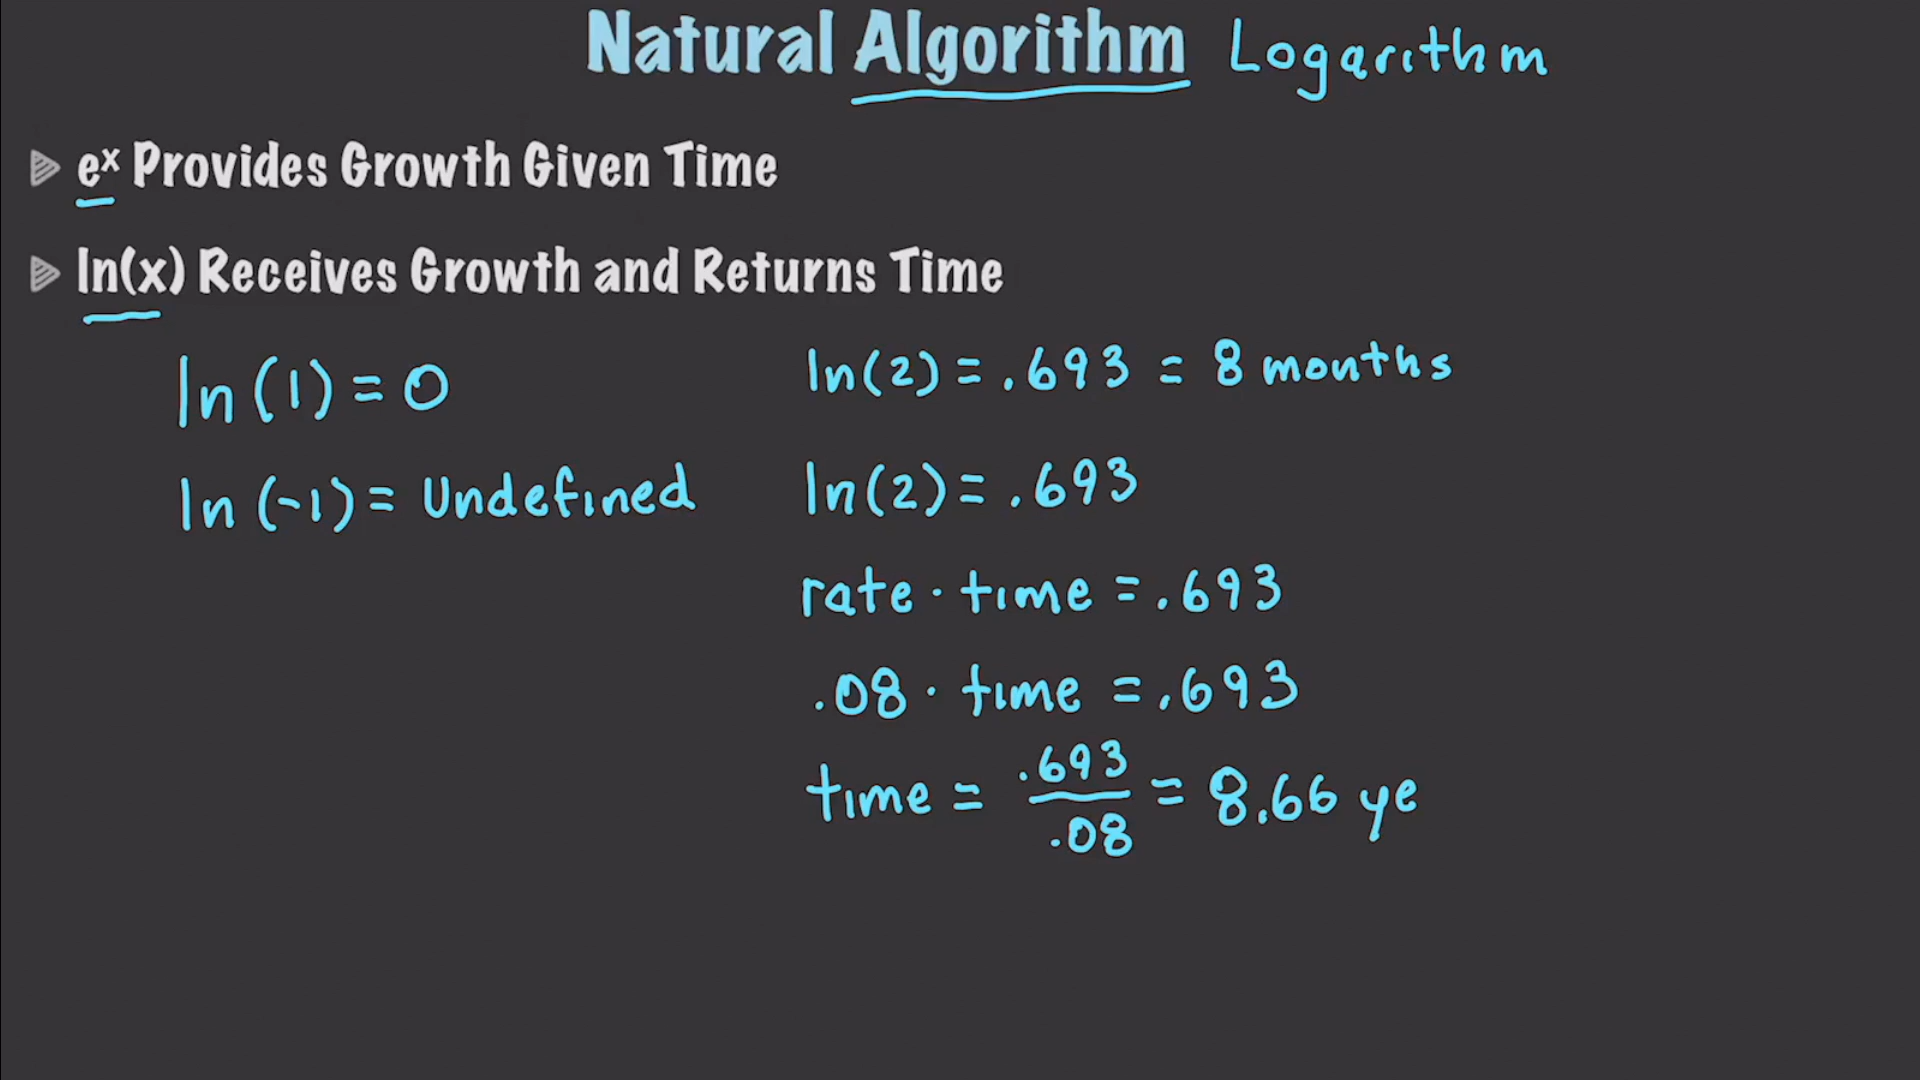 Natural Algorithm Logarithm
eˣ Provides Growth Given Time
ln(x) Receives Growth and Returns Time
ln(1) = 0
ln(-1) = Undefined
ln(2) = .693 = 8 months
ln(2) = .693
rate · time = .693
.08 · time = .693
time = .693/.08 = 8.66 ye